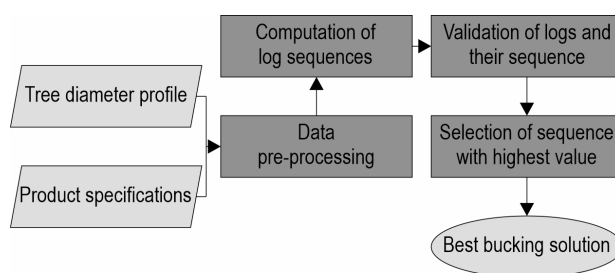 Tree diameter profile
Product specifications
Data
pre-processing
Computation of
log sequences
Validation of logs and
their sequence
Selection of sequence
with highest value
Best bucking solution